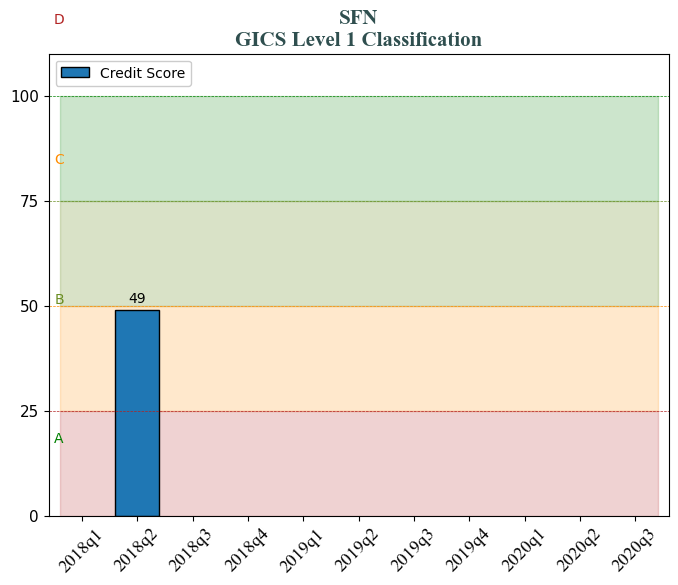 D
SFN
GICS Level 1 Classification
Credit Score
100
C
75
B
49
50
25
A
0
2018q1
2018q2
2018q3
2018q4
2019q1
2019q2
2019q3
2019q4
2020q1
2020q2
2020q3